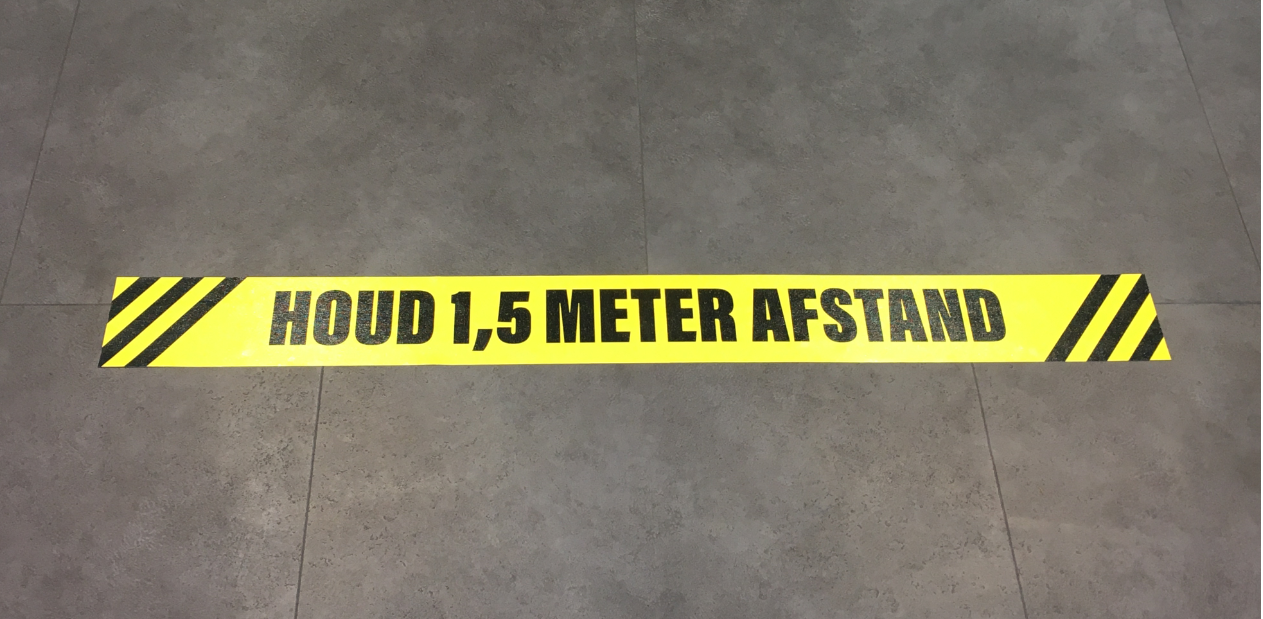 HOUD 1,5 METER AFSTAND